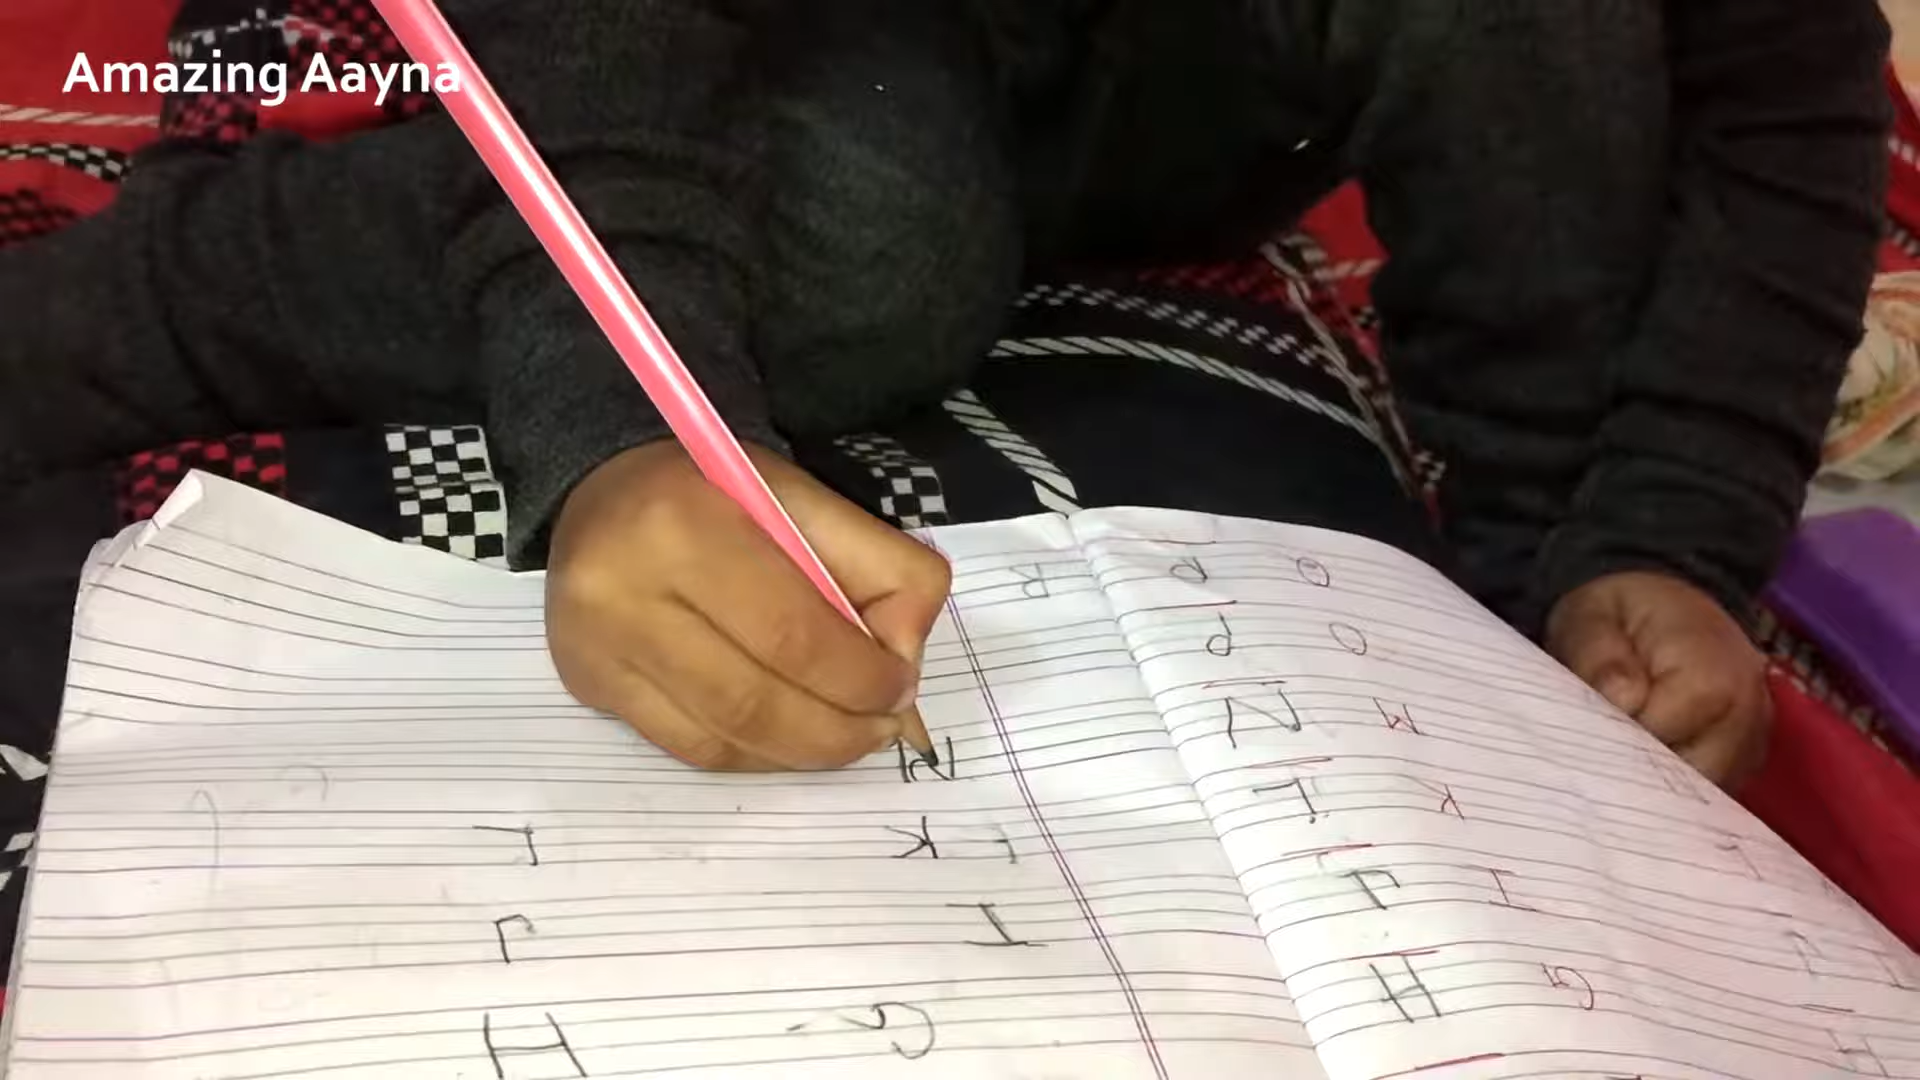 Amazing Aayna
G H
I J
K L
M N
O P
Q
G H
I J
K L
M
R